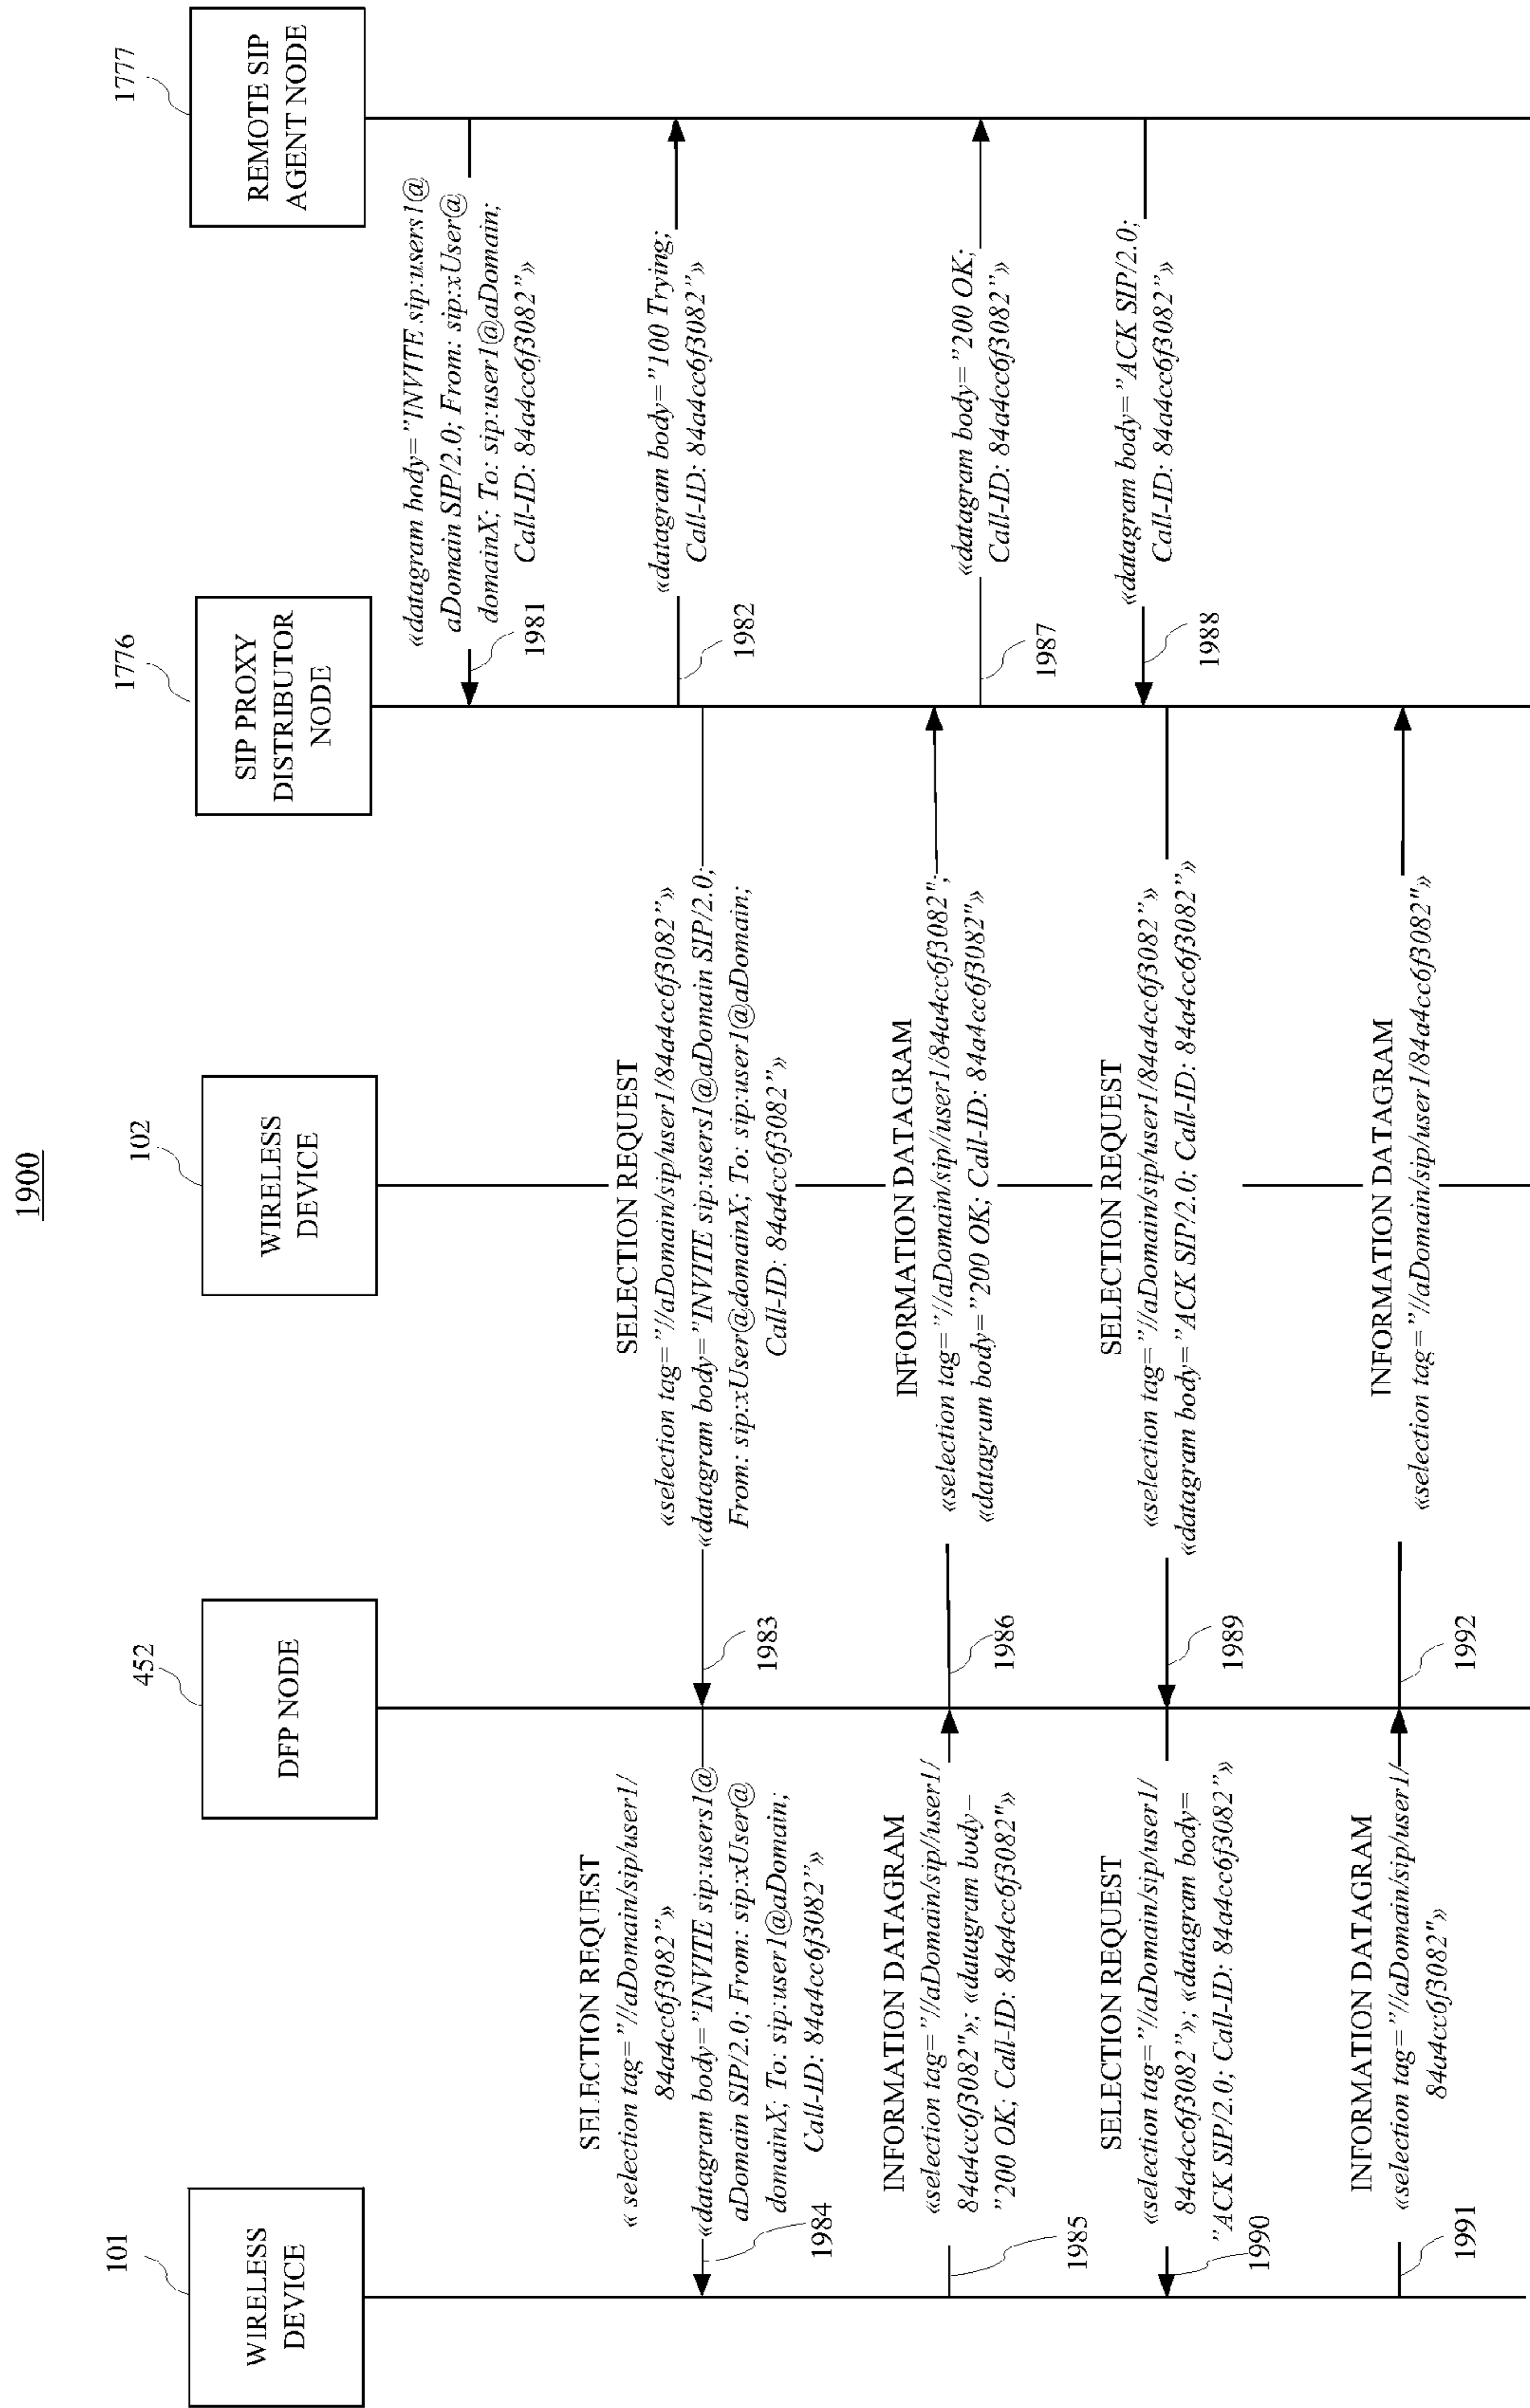 1900
101
WIRELESS
DEVICE
452
DFP NODE
102
WIRELESS
DEVICE
1776
SIP PROXY
DISTRIBUTOR
NODE
1777
REMOTE SIP
AGENT NODE
«datagram body="INVITE sip:users1@
aDomain SIP/2.0; From: sip:xUser@
domainX; To: sip:user1@aDomain;
Call-ID: 84a4cc6f3082"»
1981
«datagram body="100 Trying;
Call-ID: 84a4cc6f3082"»
1982
SELECTION REQUEST
«selection tag="//aDomain/sip/user1/84a4cc6f3082"»
«datagram body="INVITE sip:users1@aDomain SIP/2.0;
From: sip:xUser@domainX; To: sip:user1@aDomain;
Call-ID: 84a4cc6f3082"»
1983
SELECTION REQUEST
« selection tag="//aDomain/sip/user1/
84a4cc6f3082"»
«datagram body="INVITE sip:users1@
aDomain SIP/2.0; From: sip:xUser@
domainX; To: sip:user1@aDomain;
Call-ID: 84a4cc6f3082"»
1984
INFORMATION DATAGRAM
«selection tag="//aDomain/sip//user1/
84a4cc6f3082"»; «datagram body=
"200 OK; Call-ID: 84a4cc6f3082"»
1985
INFORMATION DATAGRAM
«selection tag="//aDomain/sip//user1/84a4cc6f3082";
«datagram body="200 OK; Call-ID: 84a4cc6f3082"»
1986
«datagram body="200 OK;
Call-ID: 84a4cc6f3082"»
1987
«datagram body="ACK SIP/2.0;
Call-ID: 84a4cc6f3082"»
1988
SELECTION REQUEST
«selection tag="//aDomain/sip/user1/84a4cc6f3082"»
«datagram body="ACK SIP/2.0; Call-ID: 84a4cc6f3082"»
1989
SELECTION REQUEST
«selection tag="//aDomain/sip/user1/
84a4cc6f3082"»; «datagram body=
"ACK SIP/2.0; Call-ID: 84a4cc6f3082"»
1990
INFORMATION DATAGRAM
«selection tag="//aDomain/sip/user1/
84a4cc6f3082"»
1991
INFORMATION DATAGRAM
«selection tag="//aDomain/sip/user1/84a4cc6f3082"»
1992